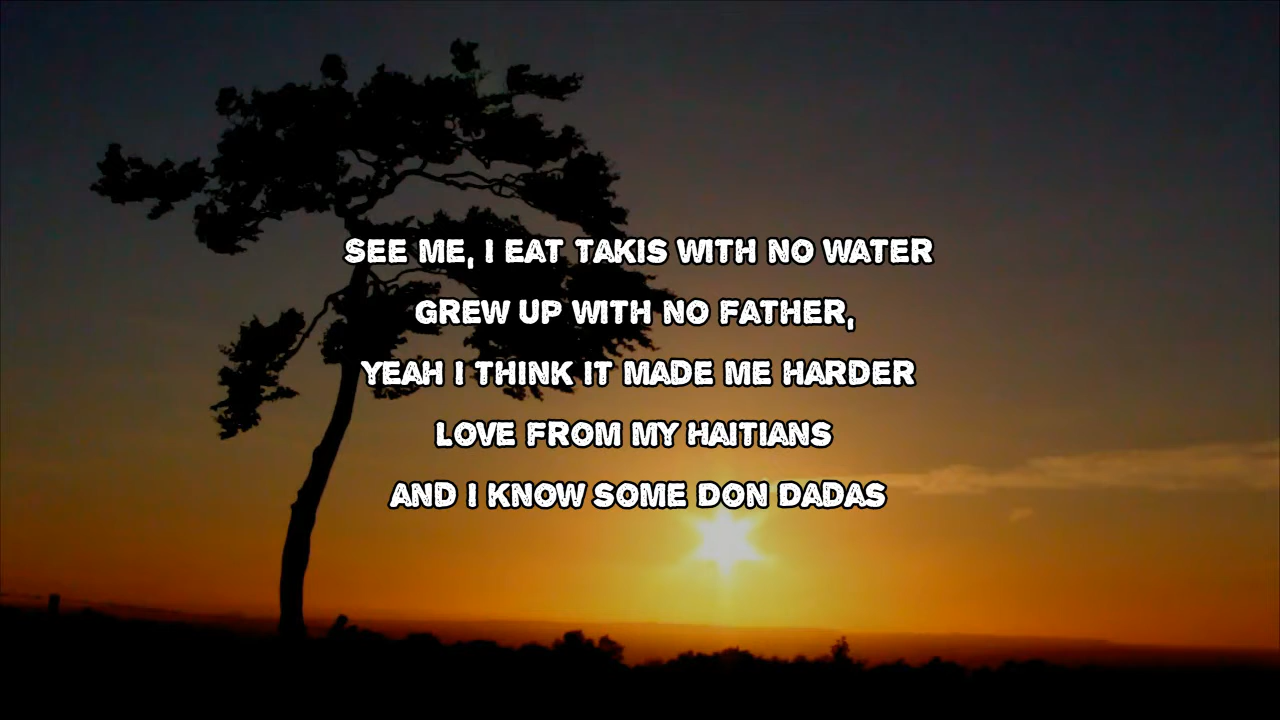 SEE ME, I EAT TAKIS WITH NO WATER
GREW UP WITH NO FATHER,
YEAH I THINK IT MADE ME HARDER
LOVE FROM MY HAITIANS
AND I KNOW SOME DON DADAS